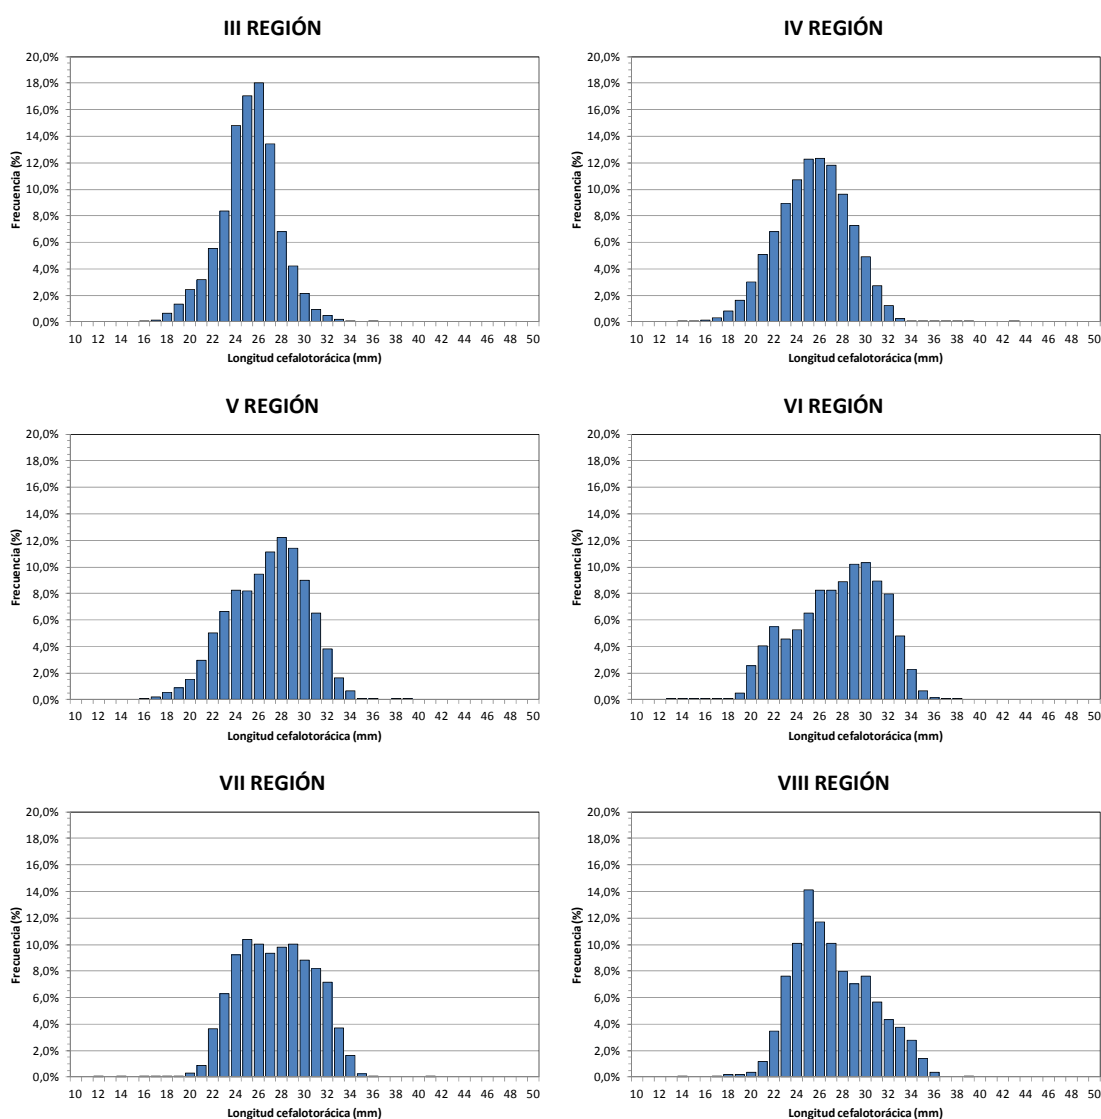 III REGIÓN
20,0%
18,0%
16,0%
14,0%
12,0%
10,0%
8,0%
6,0%
4,0%
2,0%
0,0%
Frecuencia (%)
10 12 14 16 18 20 22 24 26 28 30 32 34 36 38 40 42 44 46 48 50
Longitud cefalotorácica (mm)
IV REGIÓN
20,0%
18,0%
16,0%
14,0%
12,0%
10,0%
8,0%
6,0%
4,0%
2,0%
0,0%
Frecuencia (%)
10 12 14 16 18 20 22 24 26 28 30 32 34 36 38 40 42 44 46 48 50
Longitud cefalotorácica (mm)
V REGIÓN
20,0%
18,0%
16,0%
14,0%
12,0%
10,0%
8,0%
6,0%
4,0%
2,0%
0,0%
Frecuencia (%)
10 12 14 16 18 20 22 24 26 28 30 32 34 36 38 40 42 44 46 48 50
Longitud cefalotorácica (mm)
VI REGIÓN
20,0%
18,0%
16,0%
14,0%
12,0%
10,0%
8,0%
6,0%
4,0%
2,0%
0,0%
Frecuencia (%)
10 12 14 16 18 20 22 24 26 28 30 32 34 36 38 40 42 44 46 48 50
Longitud cefalotorácica (mm)
VII REGIÓN
20,0%
18,0%
16,0%
14,0%
12,0%
10,0%
8,0%
6,0%
4,0%
2,0%
0,0%
Frecuencia (%)
10 12 14 16 18 20 22 24 26 28 30 32 34 36 38 40 42 44 46 48 50
Longitud cefalotorácica (mm)
VIII REGIÓN
20,0%
18,0%
16,0%
14,0%
12,0%
10,0%
8,0%
6,0%
4,0%
2,0%
0,0%
Frecuencia (%)
10 12 14 16 18 20 22 24 26 28 30 32 34 36 38 40 42 44 46 48 50
Longitud cefalotorácica (mm)